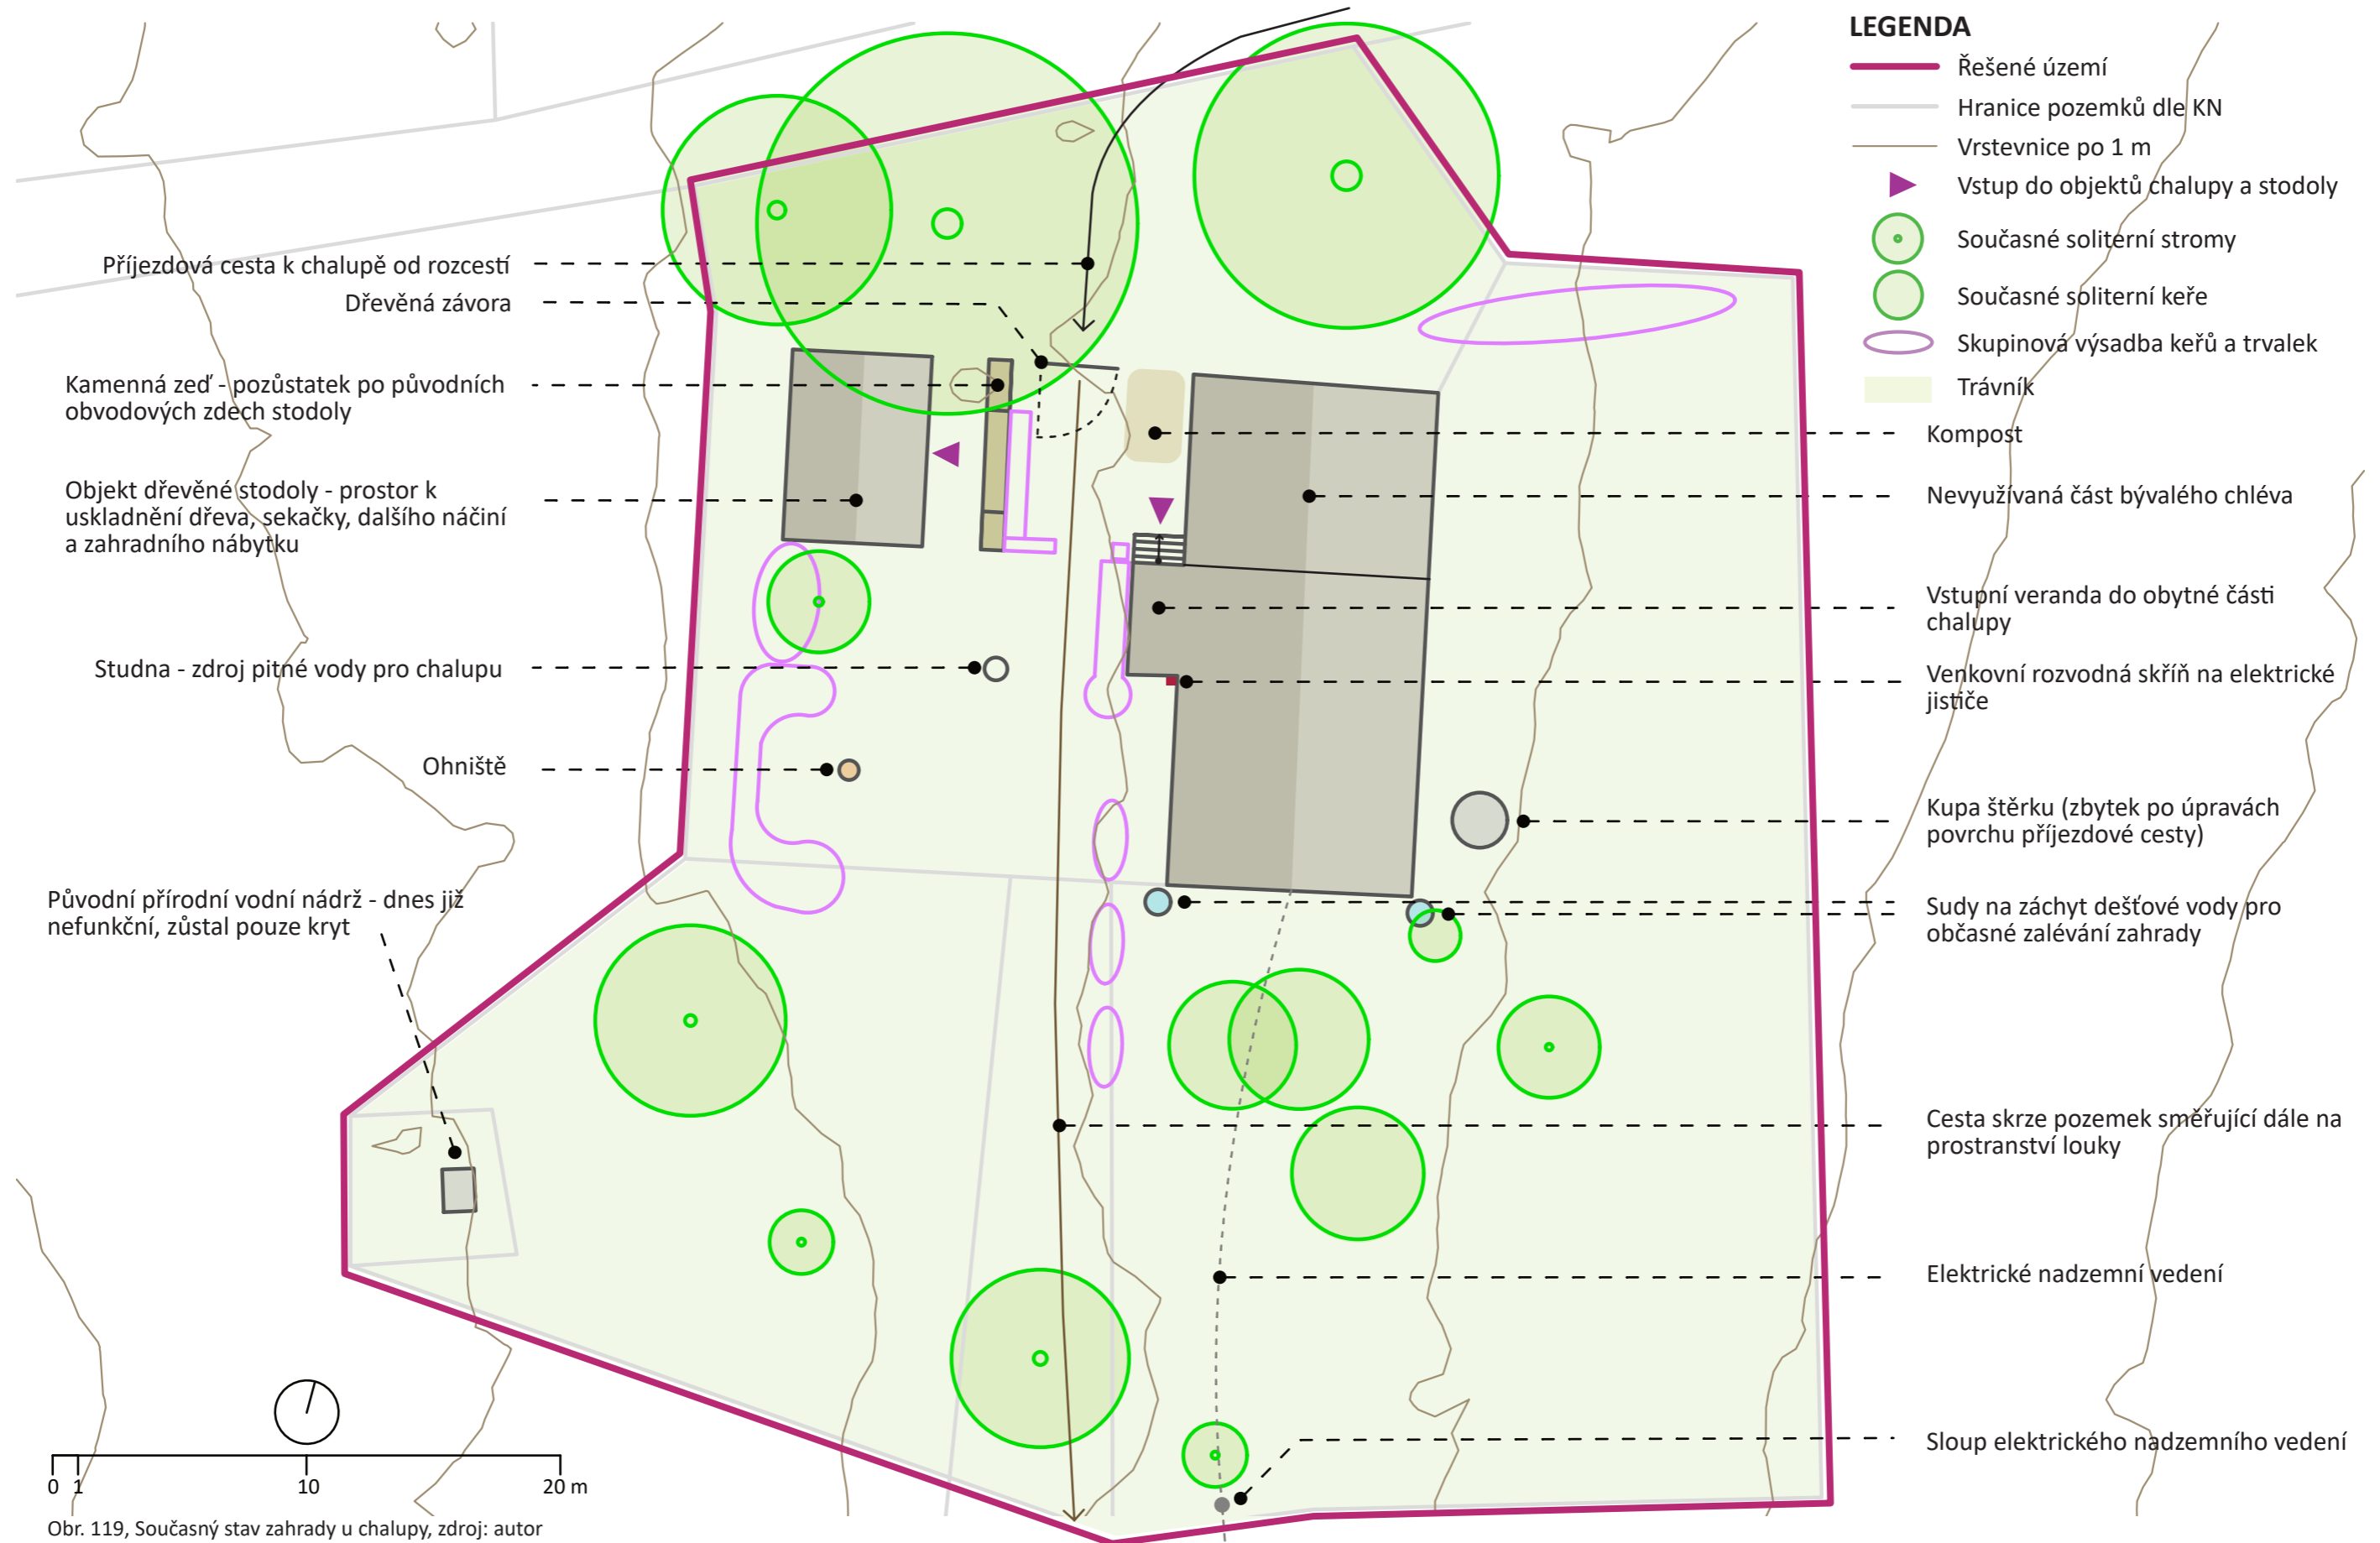 LEGENDA
Řešené území
Hranice pozemků dle KN
Vrstevnice po 1 m
Vstup do objektů chalupy a stodoly
Současné soliterní stromy
Současné soliterní keře
Skupinová výsadba keřů a trvalek
Trávník
Příjezdová cesta k chalupě od rozcestí
Dřevěná závora
Kamenná zeď - pozůstatek po původních
obvodových zdech stodoly
Objekt dřevěné stodoly - prostor k
uskladnění dřeva, sekačky, dalšího náčiní
a zahradního nábytku
Studna - zdroj pitné vody pro chalupu
Ohniště
Původní přírodní vodní nádrž - dnes již
nefunkční, zůstal pouze kryt
Kompost
Nevyužívaná část bývalého chléva
Vstupní veranda do obytné části
chalupy
Venkovní rozvodná skříň na elektrické
jističe
Kupa štěrku (zbytek po úpravách
povrchu příjezdové cesty)
Sudy na záchyt dešťové vody pro
občasné zalévání zahrady
Cesta skrze pozemek směřující dále na
prostranství louky
Elektrické nadzemní vedení
Sloup elektrického nadzemního vedení
0 1 10 20 m
Obr. 119, Současný stav zahrady u chalupy, zdroj: autor